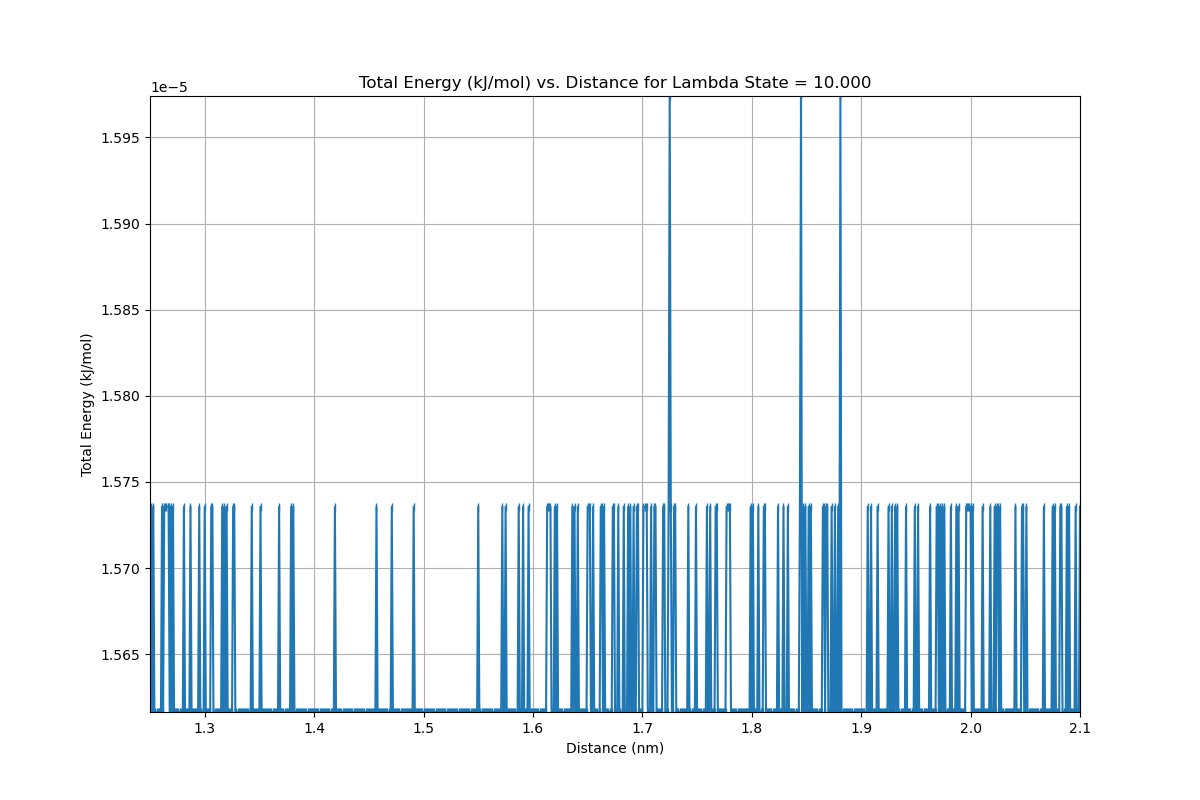 Total Energy (kJ/mol) vs. Distance for Lambda State = 10.000
1e−5
1.595
1.590
1.585
1.580
1.575
1.570
1.565
Total Energy (kJ/mol)
1.3 1.4 1.5 1.6 1.7 1.8 1.9 2.0 2.1
Distance (nm)